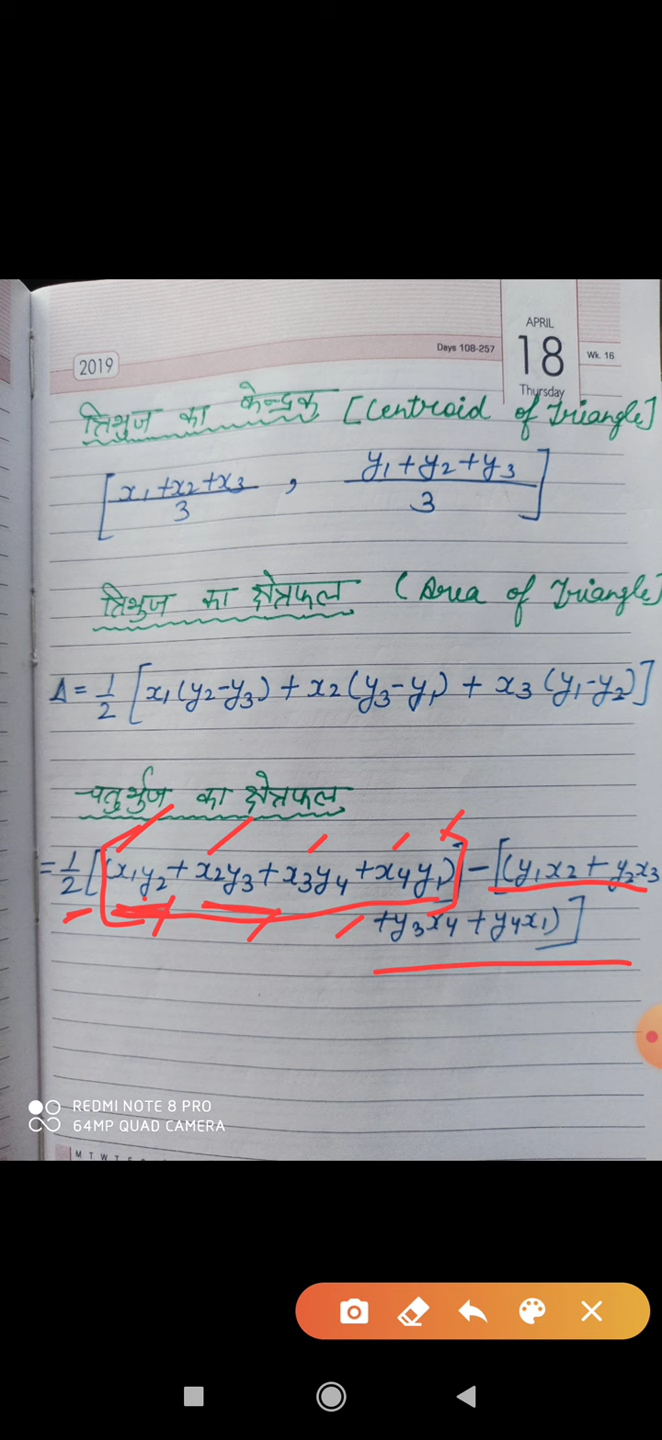 APRIL
2019
Days 108-257
18
Wk. 16
Thursday
त्रिभुज का केन्द्रक [Centroid of Triangle]
[x₁+x₂+x₃/3 , y₁+y₂+y₃/3]
त्रिभुज का क्षेत्रफल (Area of Triangle]
Δ=1/2[x₁(y₂-y₃)+x₂(y₃-y₁)+x₃(y₁-y₂)]
चतुर्भुज का क्षेत्रफल
=1/2[(x₁y₂+x₂y₃+x₃y₄+x₄y₁)]-[(y₁x₂+y₂x₃
+y₃x₄+y₄x₁)]
REDMI NOTE 8 PRO
64MP QUAD CAMERA
M T W T